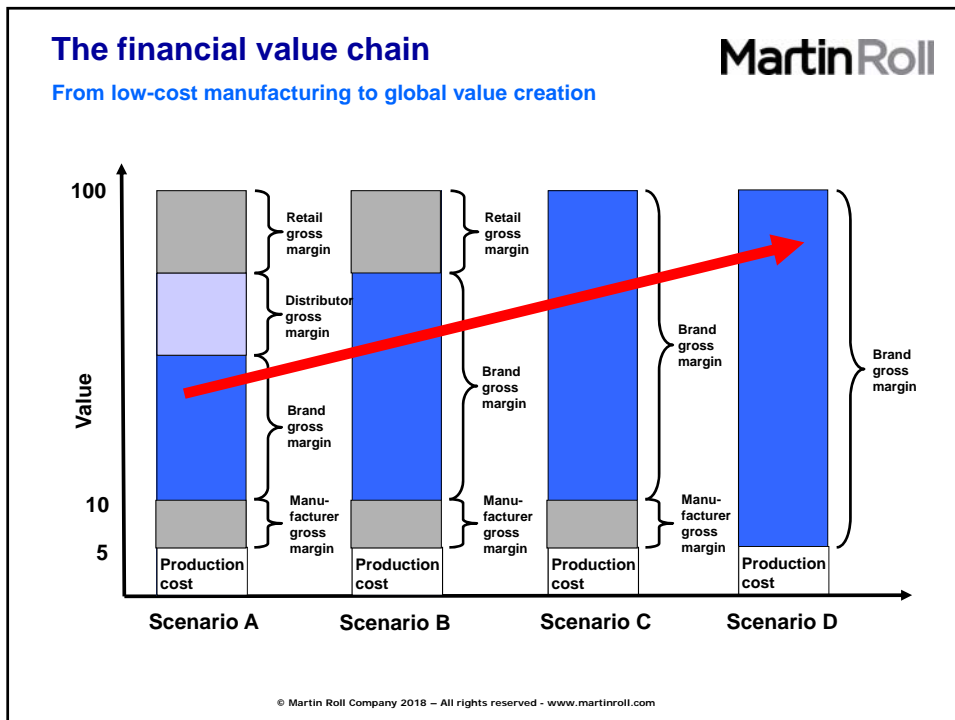 The financial value chain
MartinRoll
From low-cost manufacturing to global value creation
100
10
5
Value
Retail
gross
margin
Distributor
gross
margin
Brand
gross
margin
Manu-
facturer
gross
margin
Production
cost
Retail
gross
margin
Brand
gross
margin
Manu-
facturer
gross
margin
Production
cost
Brand
gross
margin
Manu-
facturer
gross
margin
Production
cost
Brand
gross
margin
Production
cost
Scenario A
Scenario B
Scenario C
Scenario D
© Martin Roll Company 2018 – All rights reserved - www.martinroll.com